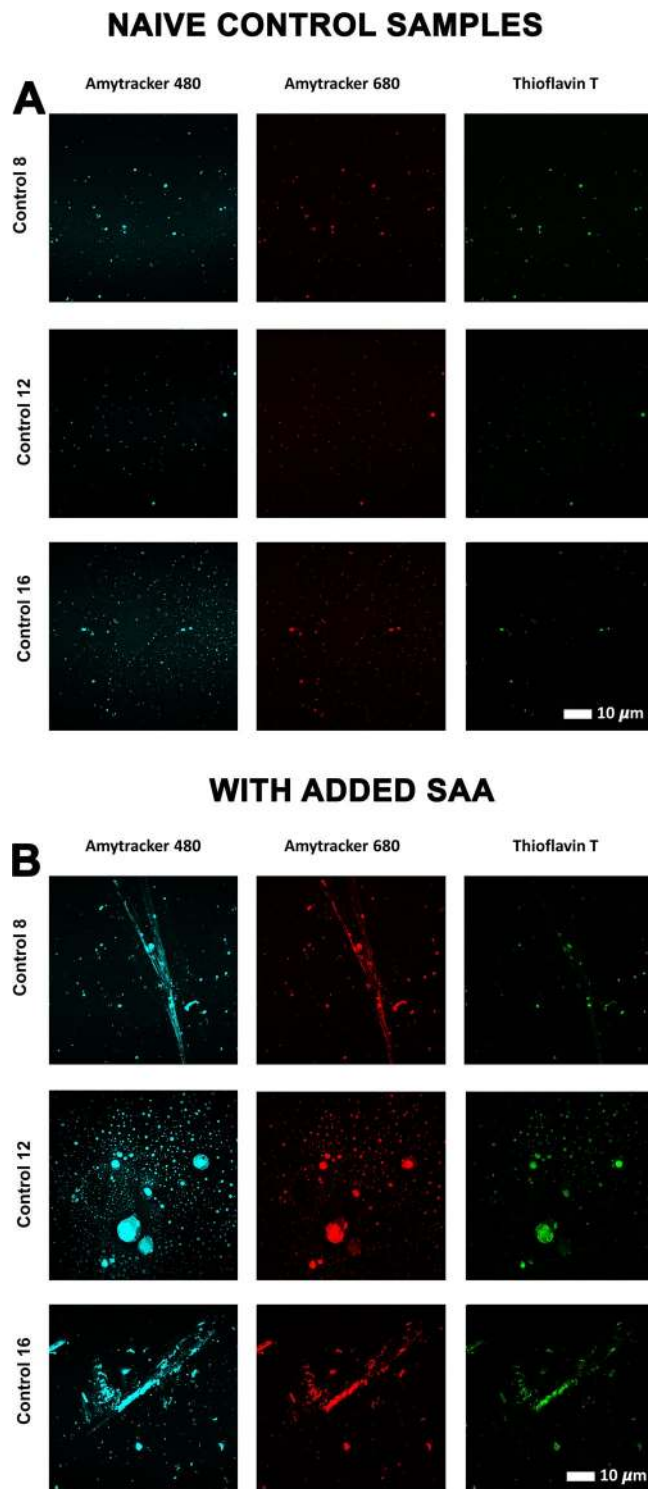 NAIVE CONTROL SAMPLES
A
Amytracker 480 Amytracker 680 Thioflavin T
Control 8
Control 12
Control 16
10 μm
WITH ADDED SAA
B
Amytracker 480 Amytracker 680 Thioflavin T
Control 8
Control 12
Control 16
10 μm